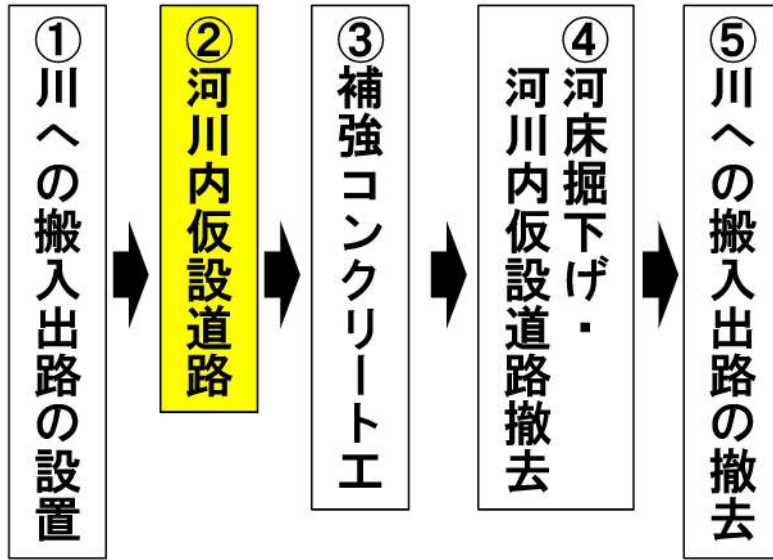 ①川への搬入出路の設置
②河川内仮設道路
③補強コンクリート工
④河床掘下げ・
河川内仮設道路撤去
⑤川への搬入出路の撤去